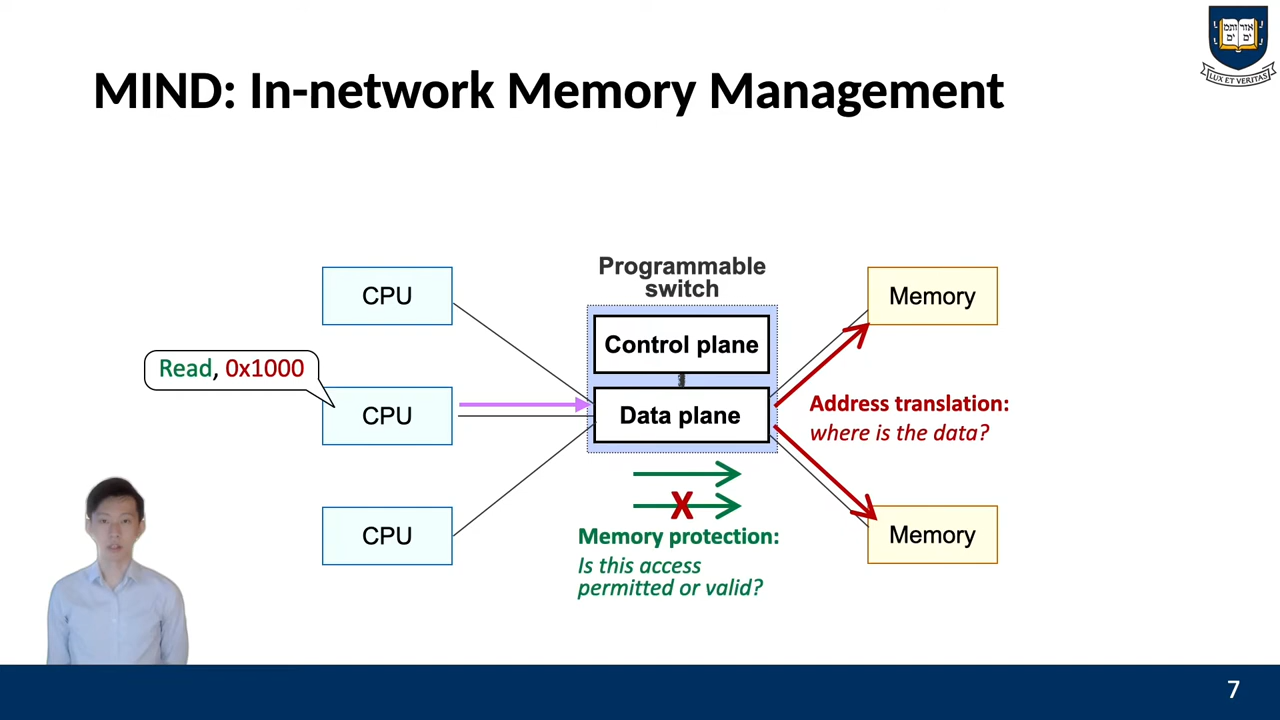 MIND: In-network Memory Management
LUX ET VERITAS
Programmable
switch
CPU
Control plane
Memory
Read, 0x1000
CPU
Data plane
Address translation:
where is the data?
X
CPU
Memory protection:
Is this access
permitted or valid?
Memory
7